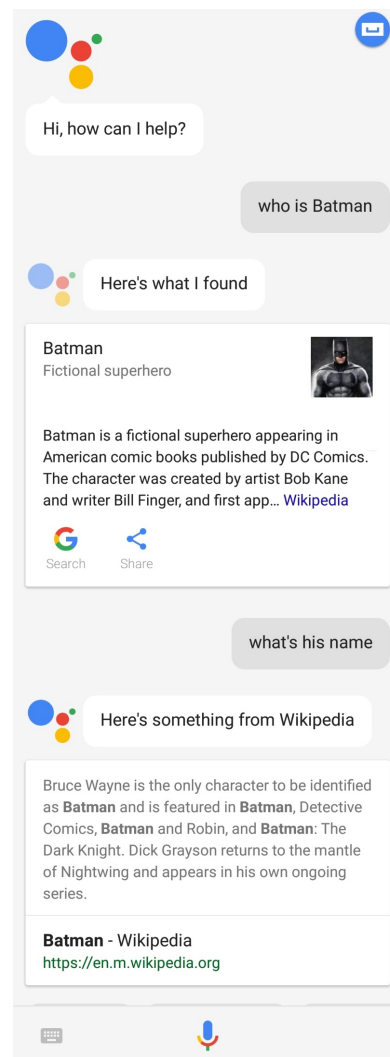 Hi, how can I help?
who is Batman
Here's what I found
Batman
Fictional superhero
Batman is a fictional superhero appearing in
American comic books published by DC Comics.
The character was created by artist Bob Kane
and writer Bill Finger, and first app... Wikipedia
Search Share
what's his name
Here's something from Wikipedia
Bruce Wayne is the only character to be identified
as Batman and is featured in Batman, Detective
Comics, Batman and Robin, and Batman: The
Dark Knight. Dick Grayson returns to the mantle
of Nightwing and appears in his own ongoing
series.
Batman - Wikipedia
https://en.m.wikipedia.org